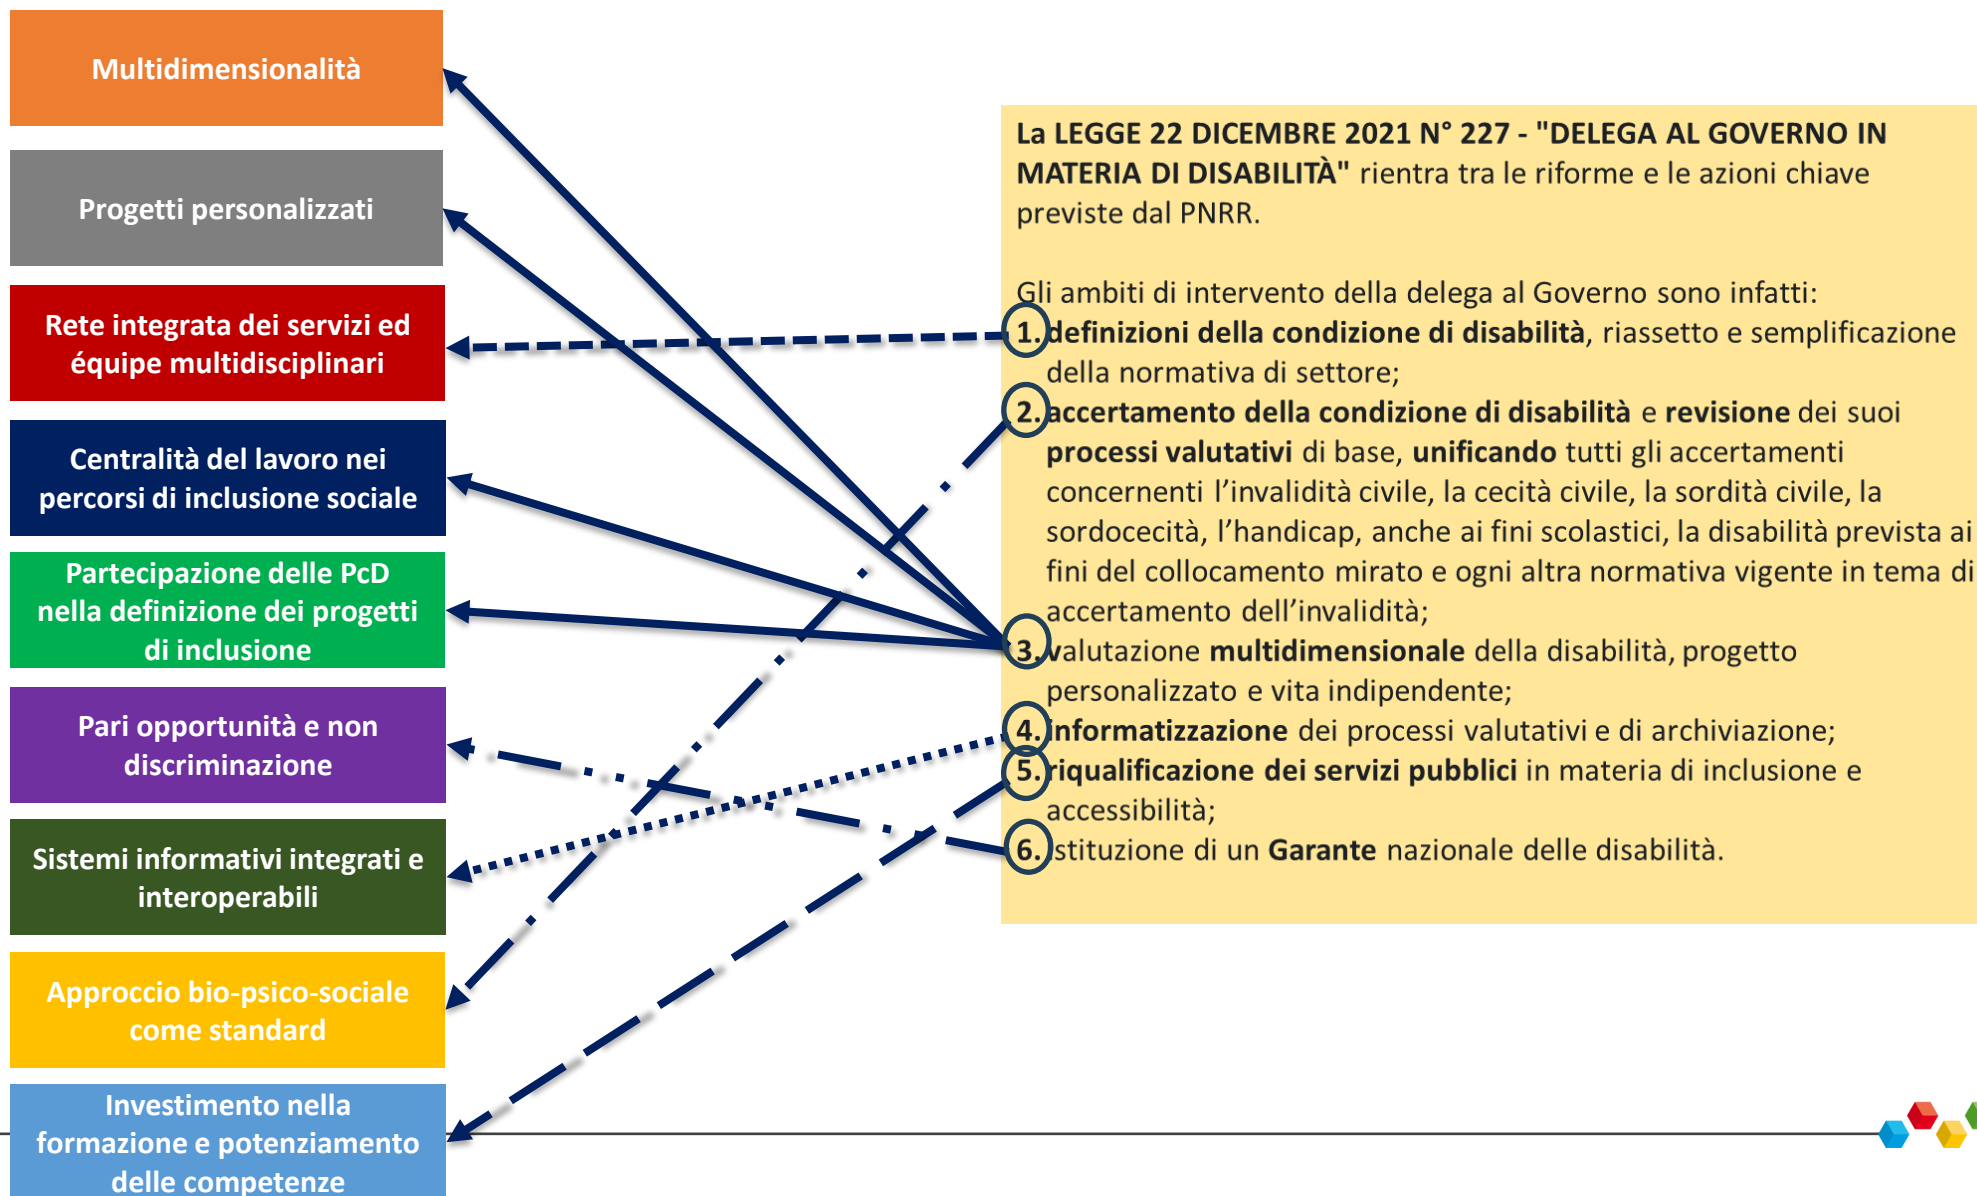 Multidimensionalità
Progetti personalizzati
Rete integrata dei servizi ed
équipe multidisciplinari
Centralità del lavoro nei
percorsi di inclusione sociale
Partecipazione delle PcD
nella definizione dei progetti
di inclusione
Pari opportunità e non
discriminazione
Sistemi informativi integrati e
interoperabili
Approccio bio-psico-sociale
come standard
Investimento nella
formazione e potenziamento
delle competenze
La LEGGE 22 DICEMBRE 2021 N° 227 - "DELEGA AL GOVERNO IN
MATERIA DI DISABILITÀ" rientra tra le riforme e le azioni chiave
previste dal PNRR.
Gli ambiti di intervento della delega al Governo sono infatti:
1. definizioni della condizione di disabilità, riassetto e semplificazione
della normativa di settore;
2. accertamento della condizione di disabilità e revisione dei suoi
processi valutativi di base, unificando tutti gli accertamenti
concernenti l'invalidità civile, la cecità civile, la sordità civile, la
sordocecità, l'handicap, anche ai fini scolastici, la disabilità prevista ai
fini del collocamento mirato e ogni altra normativa vigente in tema di
accertamento dell'invalidità;
3. valutazione multidimensionale della disabilità, progetto
personalizzato e vita indipendente;
4. informatizzazione dei processi valutativi e di archiviazione;
5. riqualificazione dei servizi pubblici in materia di inclusione e
accessibilità;
6. istituzione di un Garante nazionale delle disabilità.